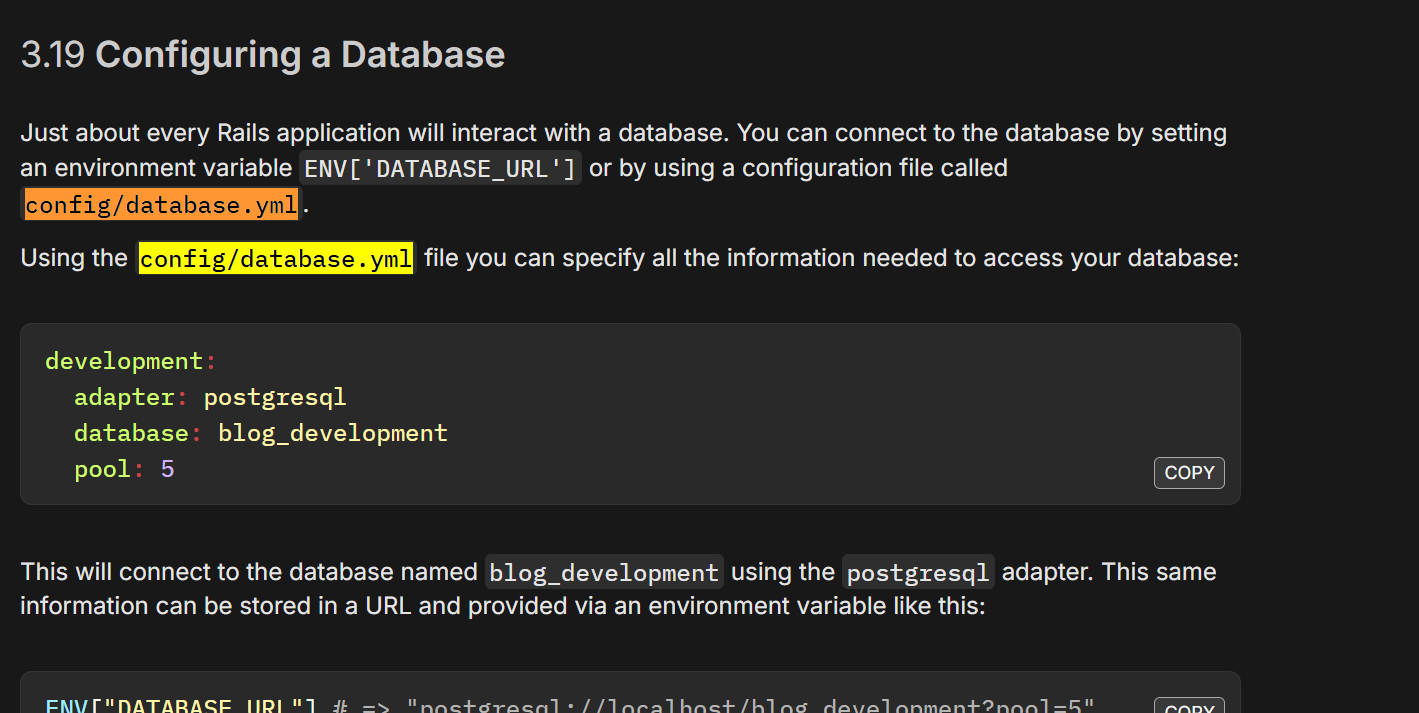 3.19 Configuring a Database
Just about every Rails application will interact with a database. You can connect to the database by setting
an environment variable ENV['DATABASE_URL'] or by using a configuration file called
config/database.yml.
Using the config/database.yml file you can specify all the information needed to access your database:
development:
  adapter: postgresql
  database: blog_development
  pool: 5
COPY
This will connect to the database named blog_development using the postgresql adapter. This same
information can be stored in a URL and provided via an environment variable like this:
ENV["DATABASE_URL"] # => "postgresql://localhost/blog_development?pool=5"
COPY